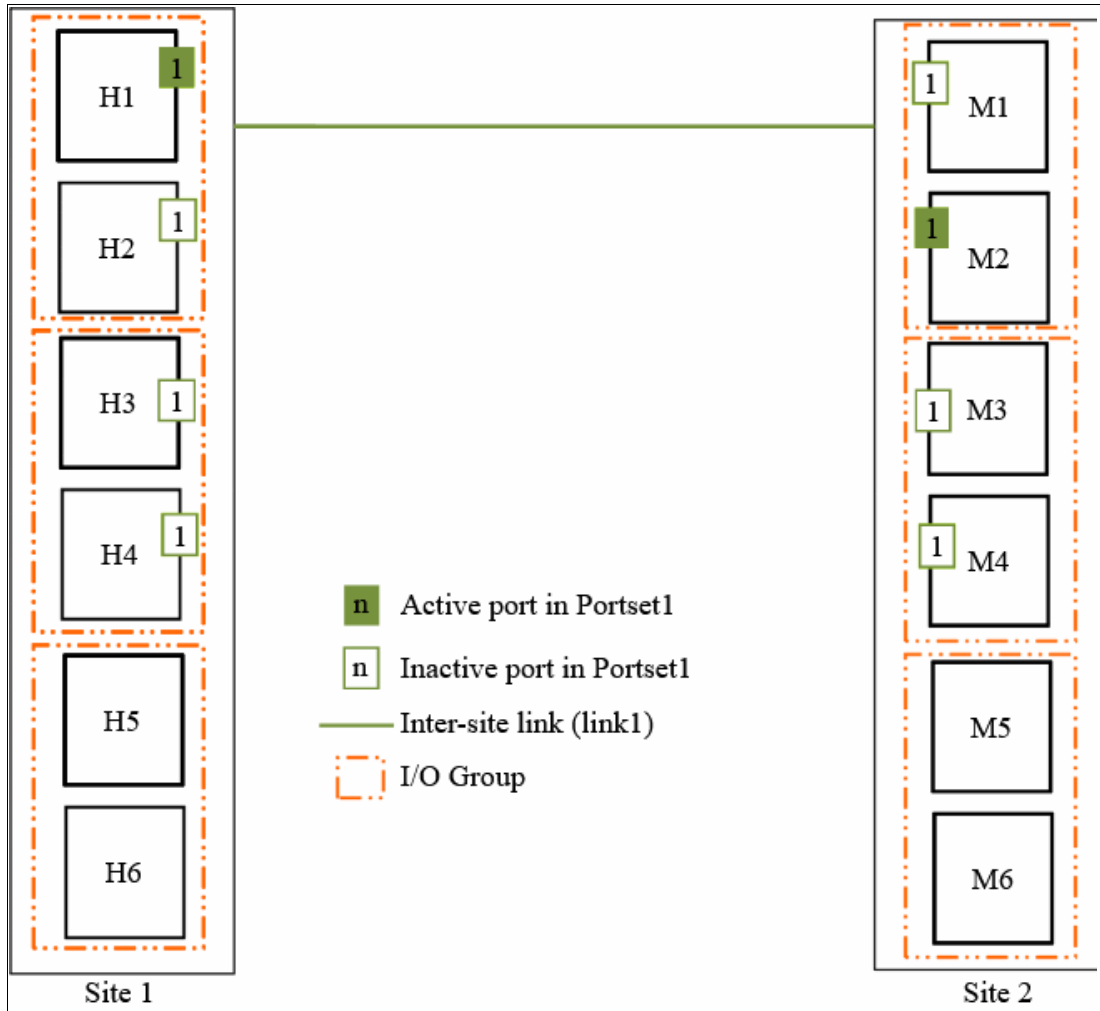 H1
1
H2
1
H3
1
H4
1
H5
H6
Site 1
1
M1
1
M2
1
M3
1
M4
M5
M6
Site 2
n Active port in Portset1
n Inactive port in Portset1
Inter-site link (link1)
I/O Group